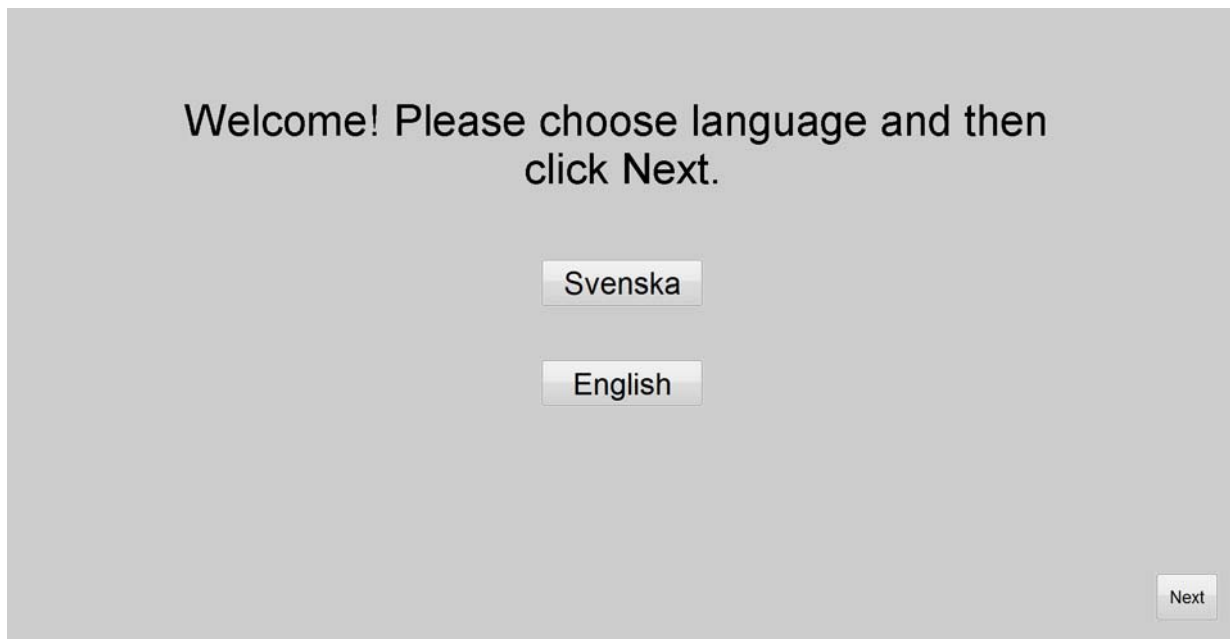 Welcome! Please choose language and then
click Next.
Svenska
English
Next